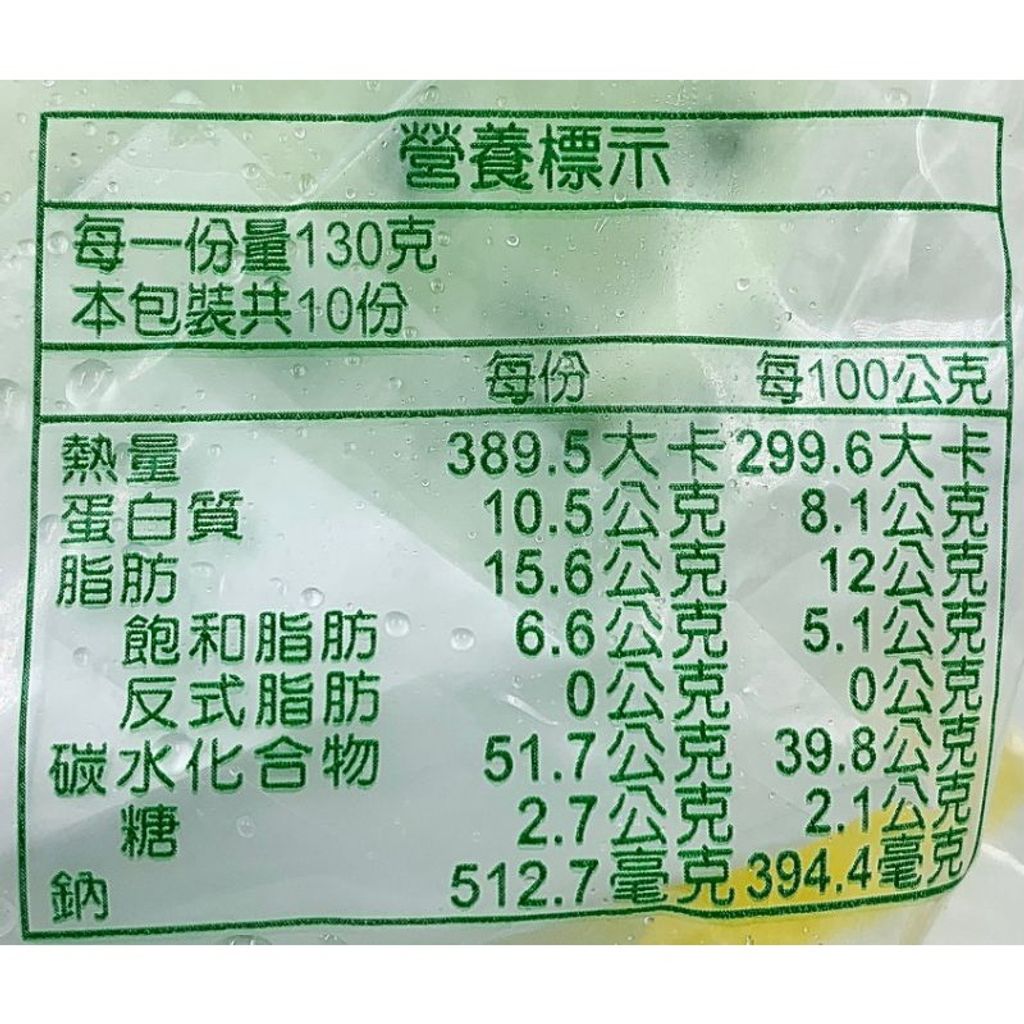 營養標示
每一份量130克
本包裝共10份
每份 每100公克
熱量 389.5大卡 299.6大卡
蛋白質 10.5公克 8.1公克
脂肪 15.6公克 12公克
飽和脂肪 6.6公克 5.1公克
反式脂肪 0公克 0公克
碳水化合物 51.7公克 39.8公克
糖 2.7公克 2.1公克
鈉 512.7毫克 394.4毫克